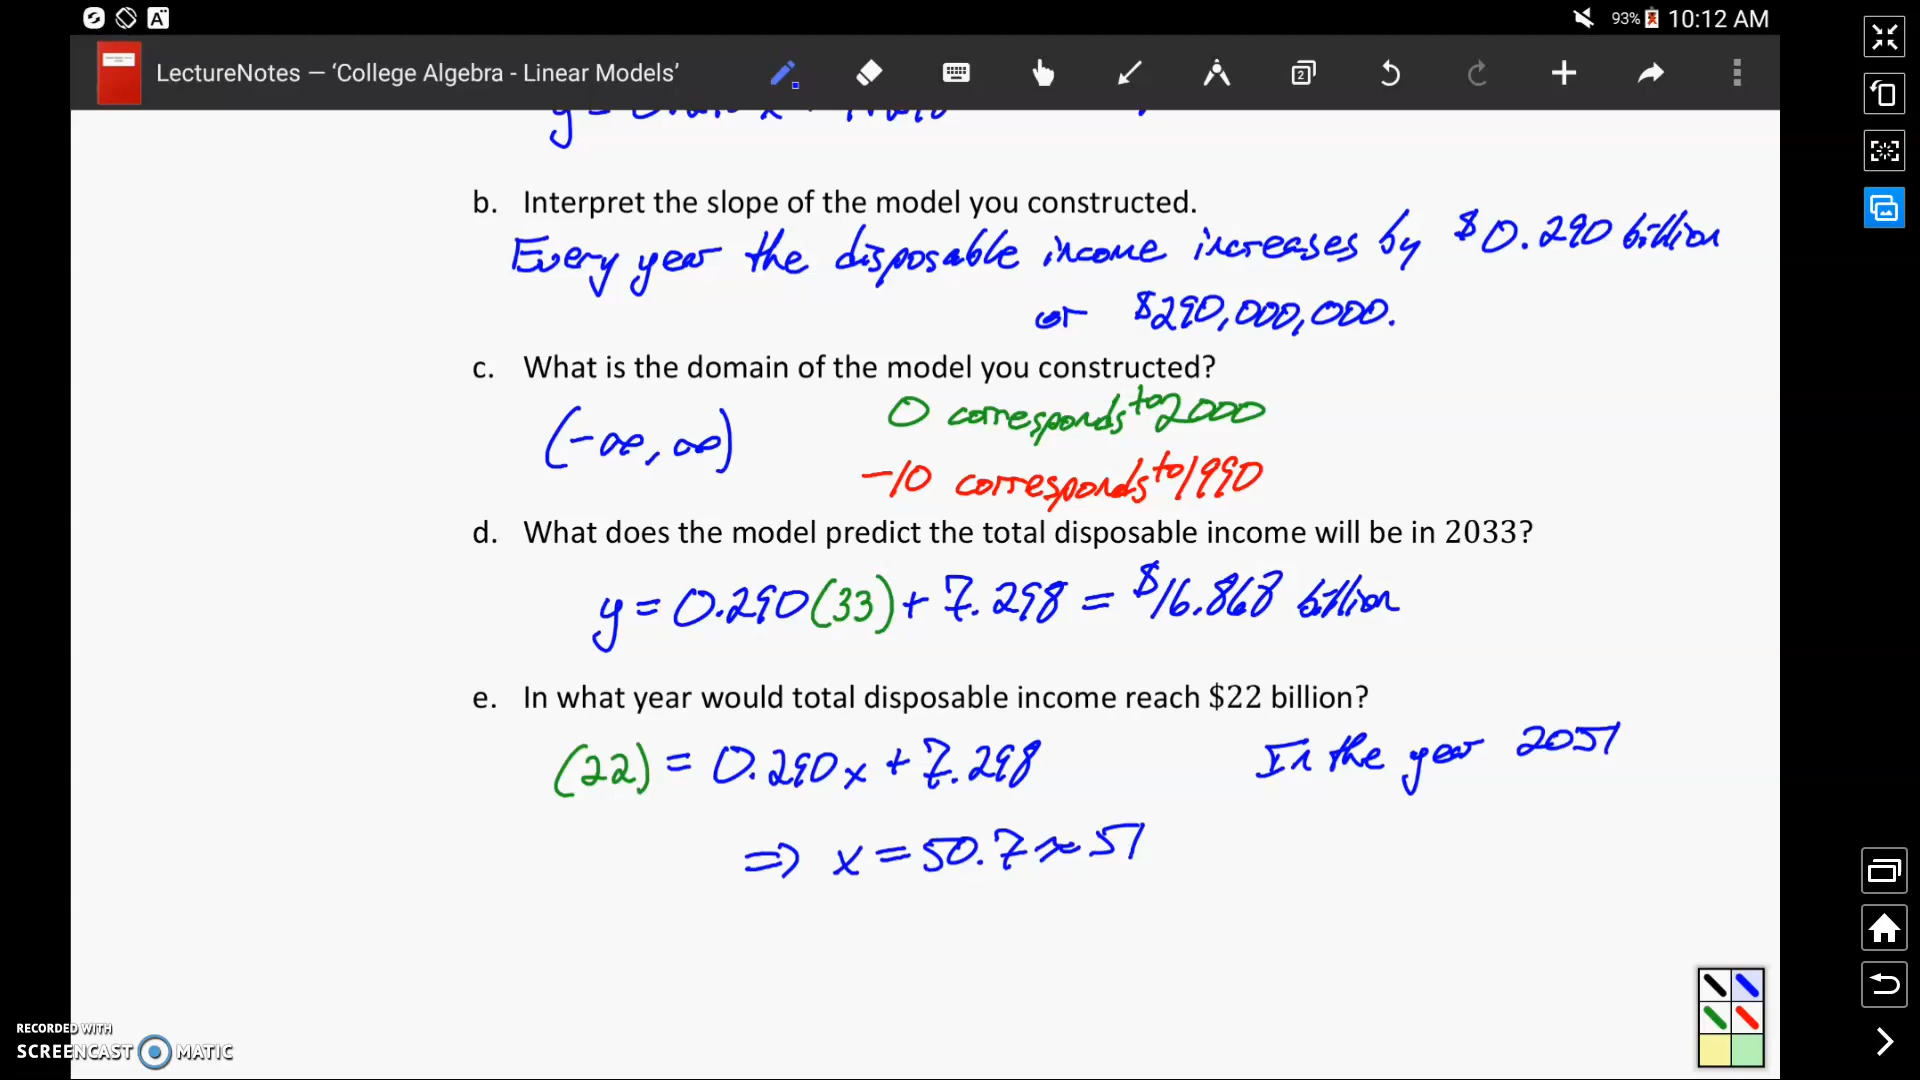 93% 10:12 AM
LectureNotes — ‘College Algebra - Linear Models’
b. Interpret the slope of the model you constructed.
Every year the disposable income increases by $0.290 billion
or $290,000,000.
c. What is the domain of the model you constructed?
(-∞, ∞)
0 corresponds to 2000
-10 corresponds to 1990
d. What does the model predict the total disposable income will be in 2033?
y = 0.290(33) + 7.298 = $16.868 billion
e. In what year would total disposable income reach $22 billion?
(22) = 0.290x + 7.298
In the year 2051
⇒ x = 50.7 ≈ 51
RECORDED WITH
SCREENCAST MATIC